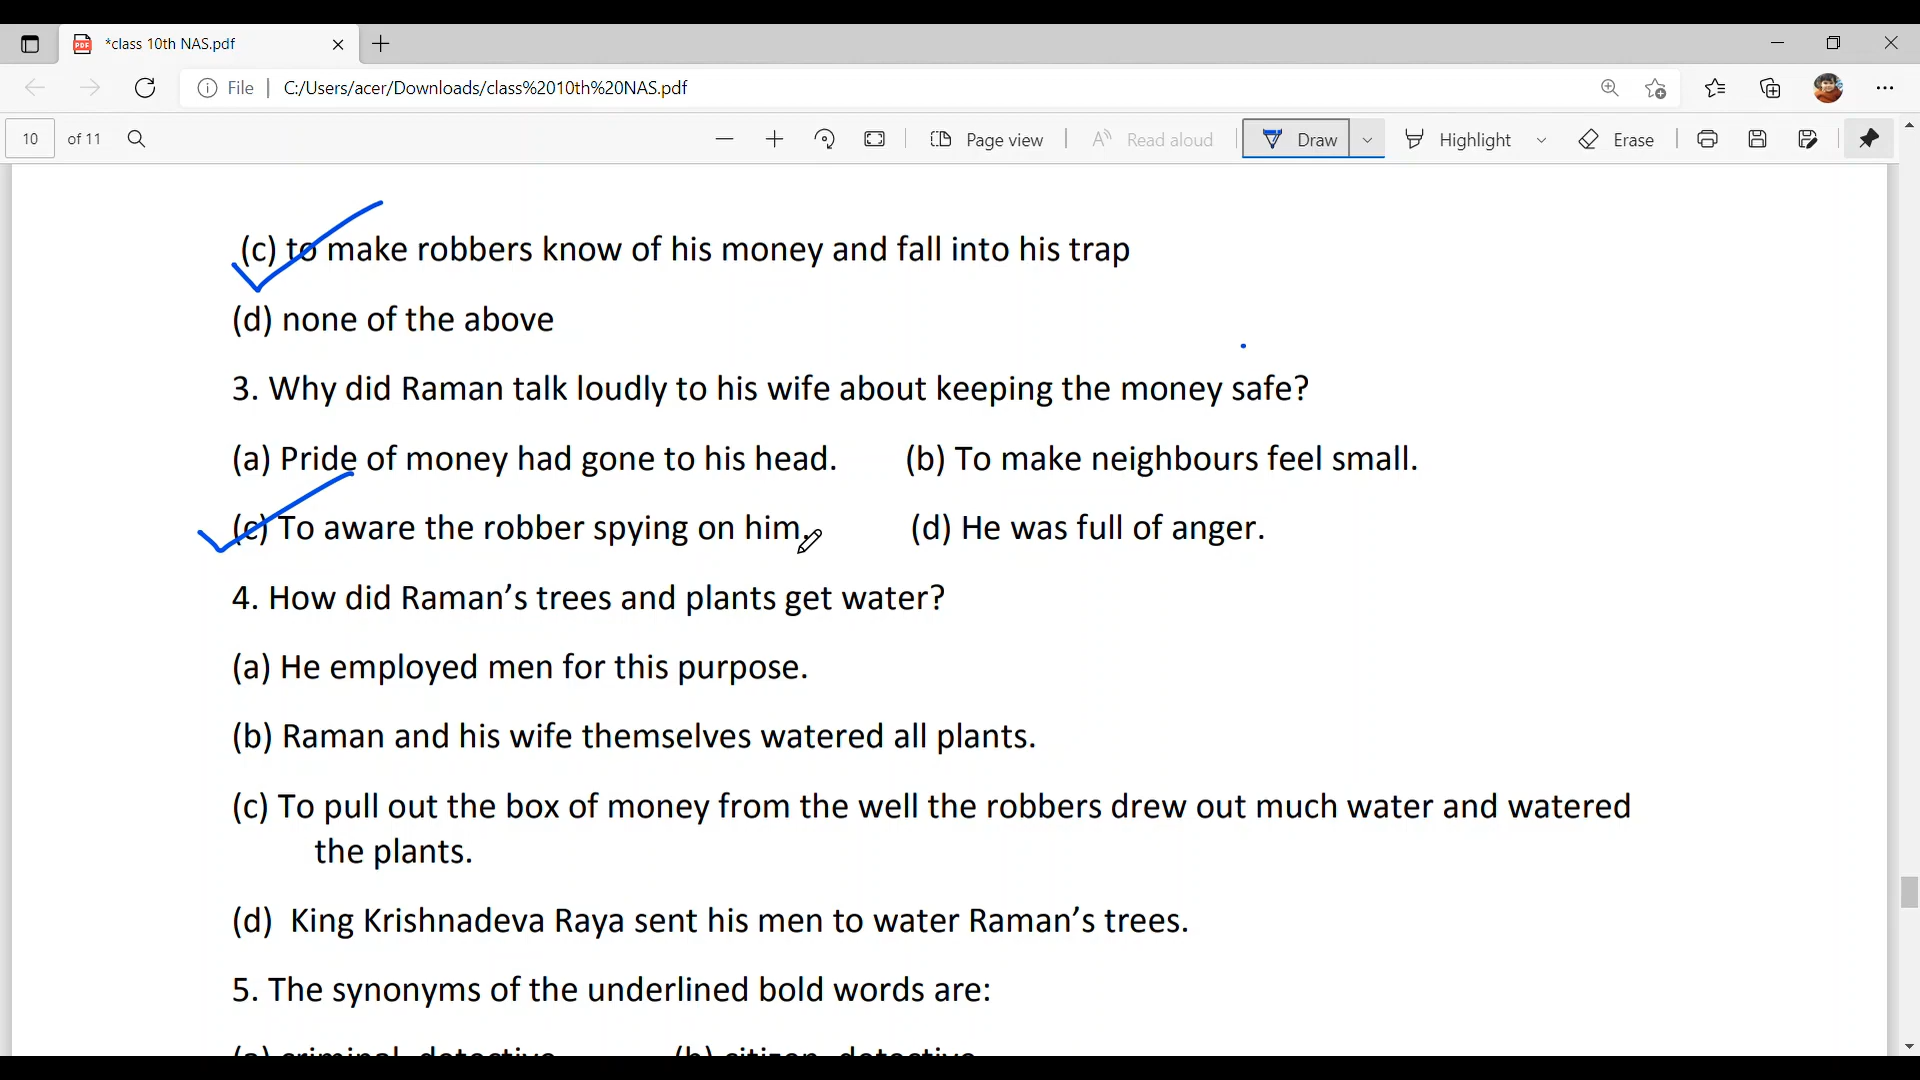 *class 10th NAS.pdf
File
C:/Users/acer/Downloads/class%2010th%20NAS.pdf
10 of 11
Page view
Read aloud
Draw
Highlight
Erase
(c) to make robbers know of his money and fall into his trap
(d) none of the above
3. Why did Raman talk loudly to his wife about keeping the money safe?
(a) Pride of money had gone to his head. (b) To make neighbours feel small.
(c) To aware the robber spying on him. (d) He was full of anger.
4. How did Raman’s trees and plants get water?
(a) He employed men for this purpose.
(b) Raman and his wife themselves watered all plants.
(c) To pull out the box of money from the well the robbers drew out much water and watered
the plants.
(d) King Krishnadeva Raya sent his men to water Raman’s trees.
5. The synonyms of the underlined bold words are:
(a) criminal, detective (b) citizen, detective